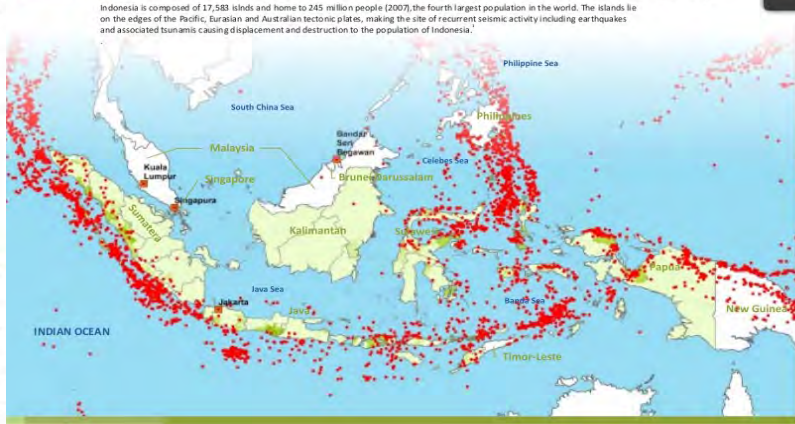 Indonesia is composed of 17,583 islnds and home to 245 million people (2007),the fourth largest population in the world. The islands lie
on the edges of the Pacific, Eurasian and Australian tectonic plates, making the site of recurrent seismic activity including earthquakes
and associated tsunamis causing displacement and destruction to the population of Indonesia.1
.
Philippine Sea
South China Sea
Philippines
Bandar
Seri
Begawan
Malaysia
Celebes Sea
Kuala
Lumpur
Singapore
Brunei Darussalam
Singapura
Sumatera
Kalimantan
Sulawesi
Papua
Java Sea
Banda Sea
Jakarta
Java
New Guinea
INDIAN OCEAN
Timor-Leste